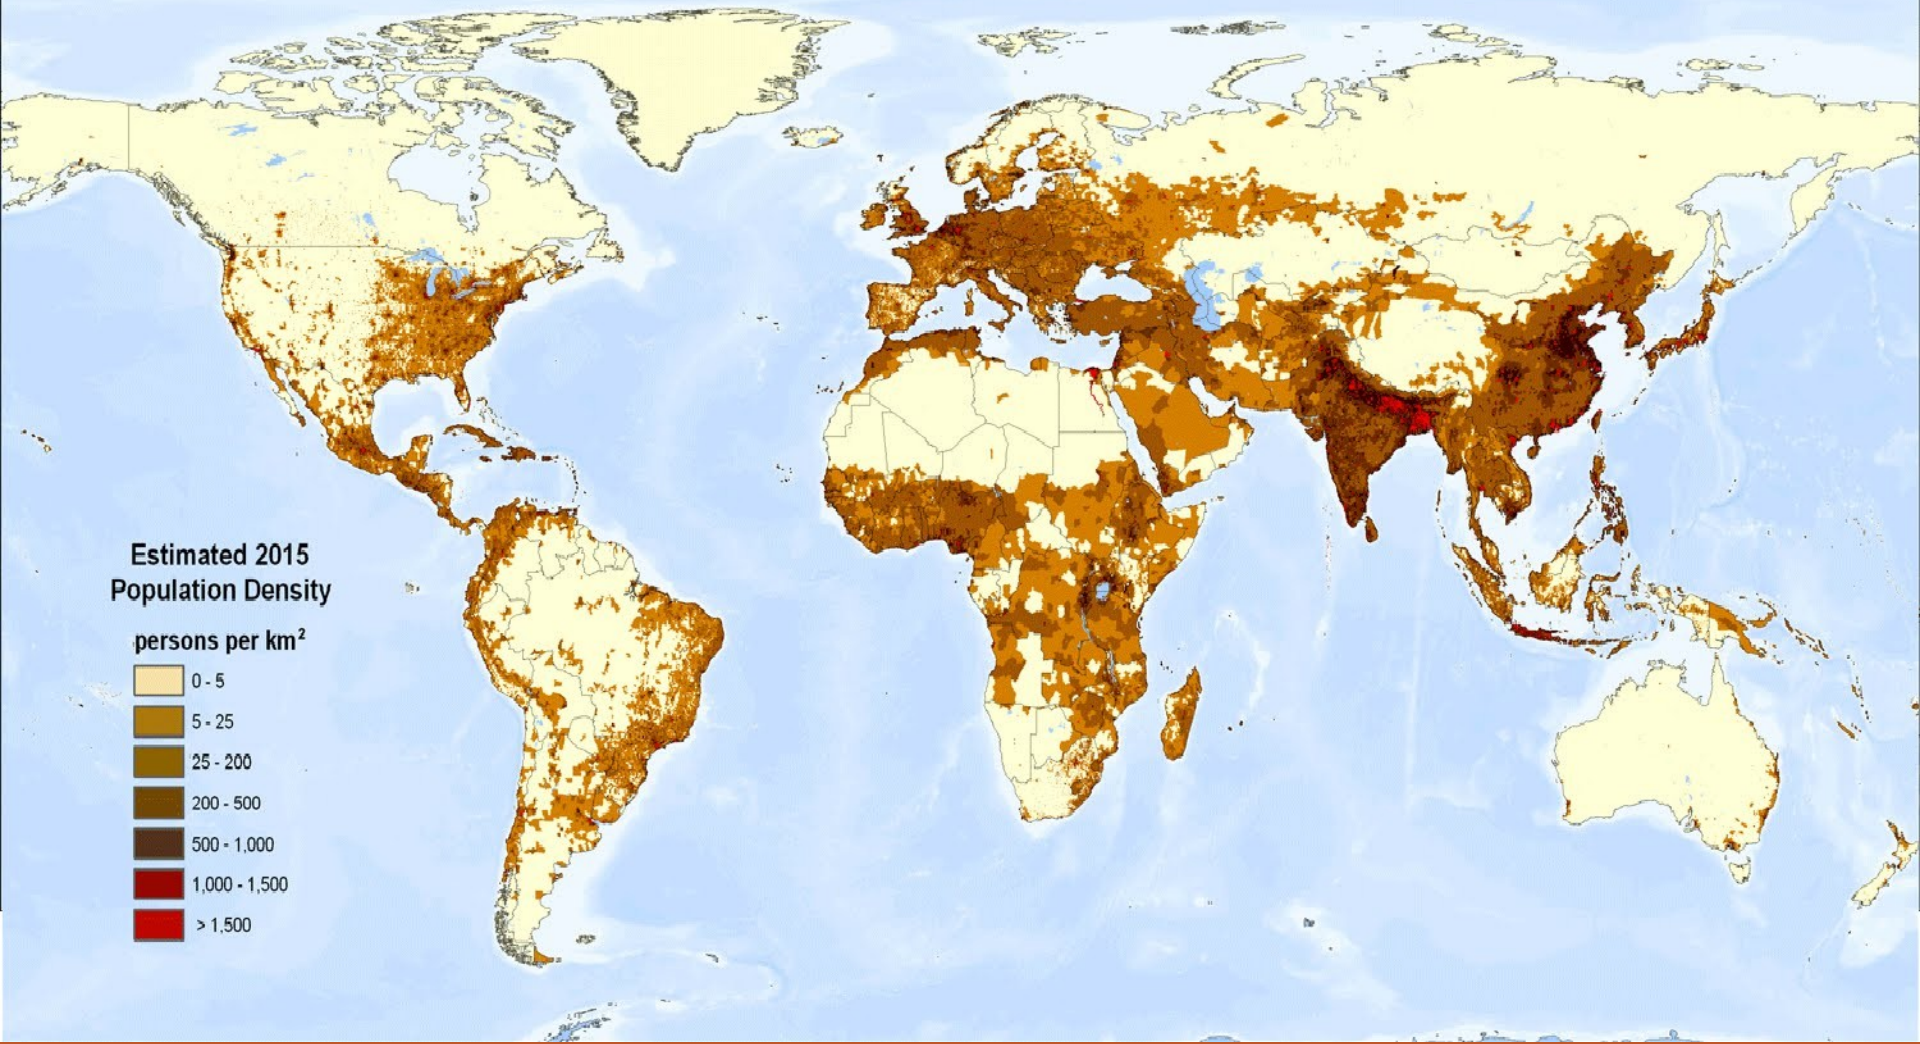 Estimated 2015
Population Density
persons per km²
0 - 5
5 - 25
25 - 200
200 - 500
500 - 1,000
1,000 - 1,500
> 1,500